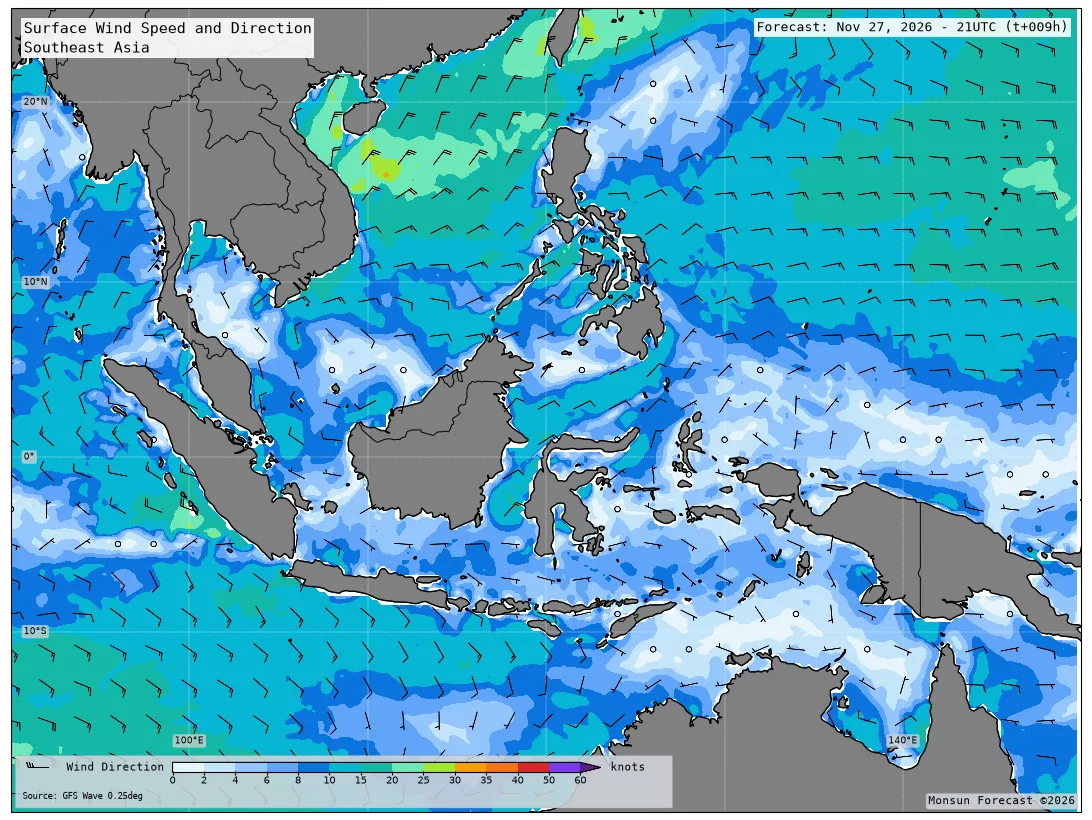 Surface Wind Speed and Direction
Southeast Asia
Forecast: Nov 27, 2026 - 21UTC (t+009h)
20°N
10°N
0°
10°S
100°E
140°E
Wind Direction
0 2 4 6 8 10 15 20 25 30 35 40 50 60
knots
Source: GFS Wave 0.25deg
Monsun Forecast ©2026